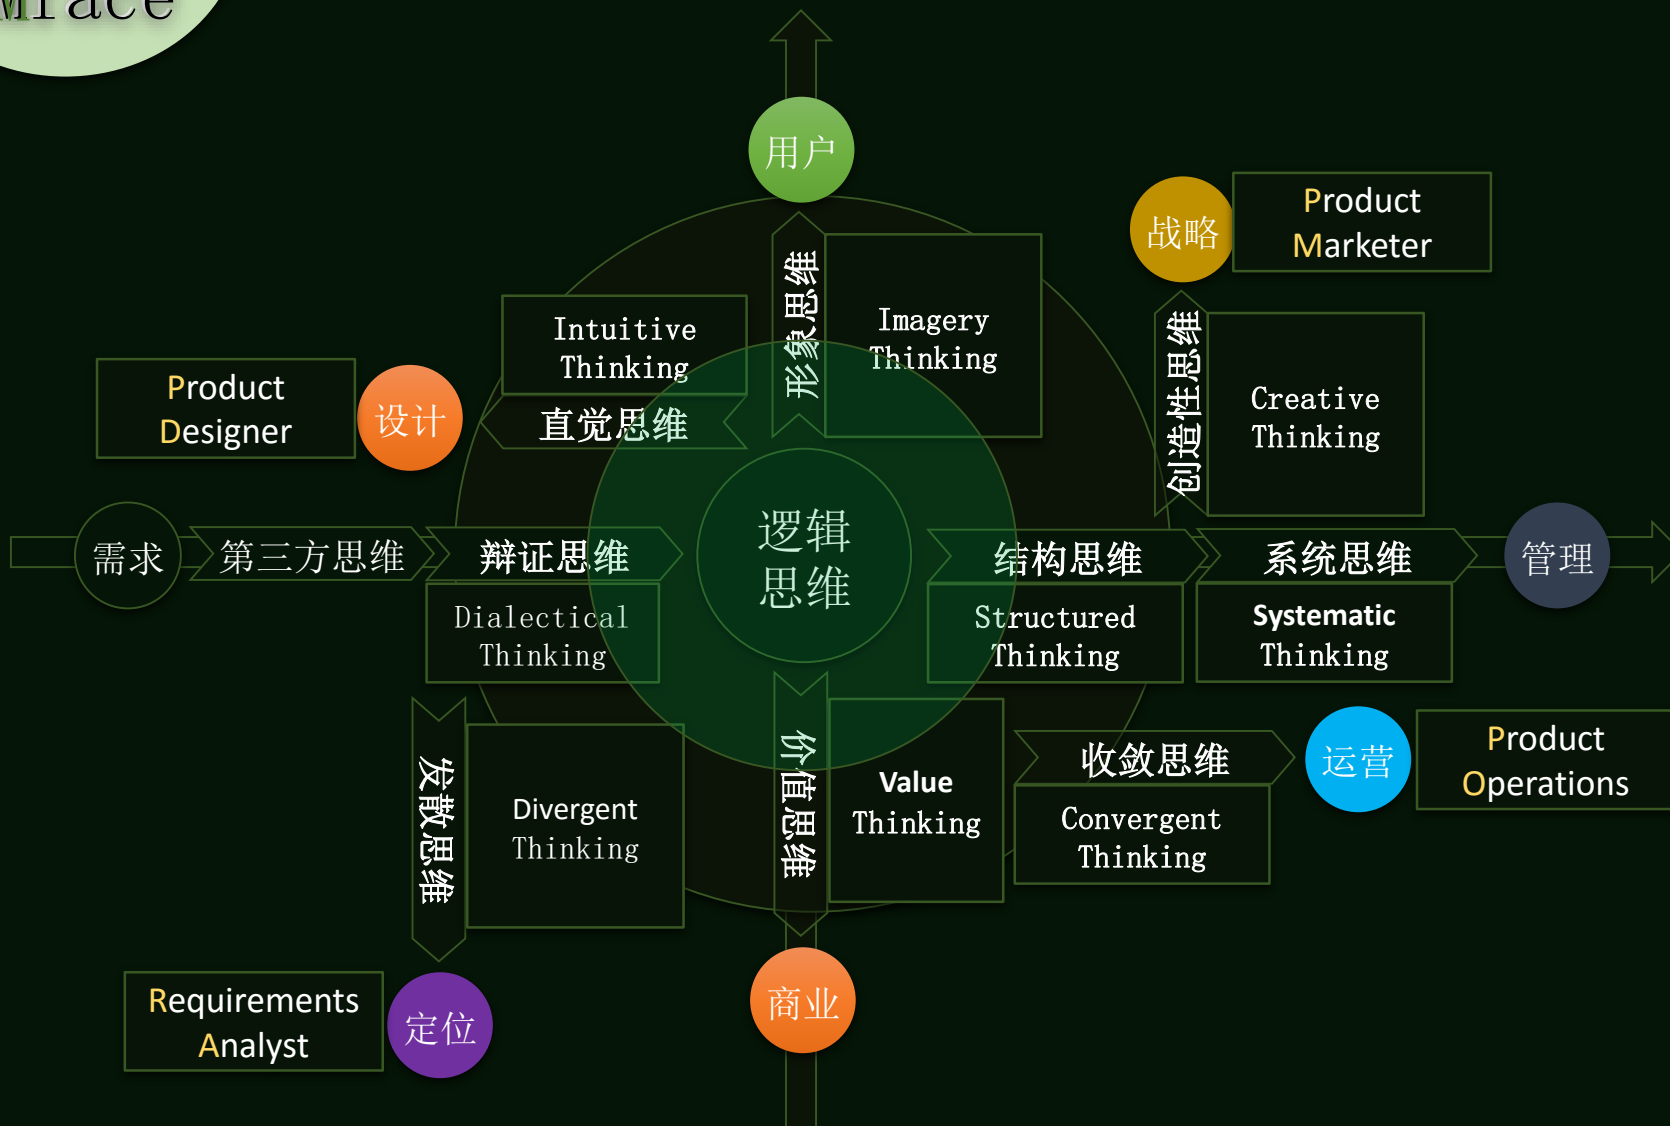 用户
战略
Product
Marketer
形象思维
Imagery
Thinking
Intuitive
Thinking
直觉思维
Product
Designer
设计
创造性思维
Creative
Thinking
需求
第三方思维
辩证思维
Dialectical
Thinking
逻辑
思维
结构思维
Structured
Thinking
系统思维
Systematic
Thinking
管理
发散思维
Divergent
Thinking
价值思维
Value
Thinking
收敛思维
Convergent
Thinking
运营
Product
Operations
Requirements
Analyst
定位
商业